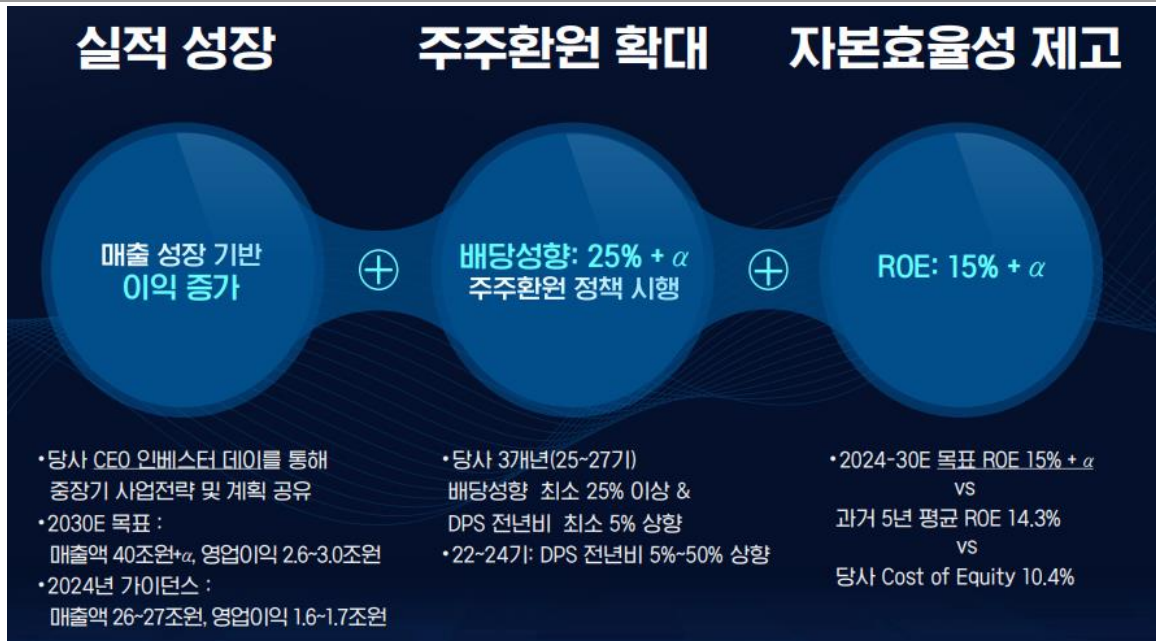 실적 성장
주주환원 확대
자본효율성 제고
매출 성장 기반
이익 증가
배당성향: 25% + α
주주환원 정책 시행
ROE: 15% + α
•당사 CEO 인베스터 데이를 통해
중장기 사업전략 및 계획 공유
•2030E 목표 :
매출액 40조원+α, 영업이익 2.6~3.0조원
•2024년 가이던스 :
매출액 26~27조원, 영업이익 1.6~1.7조원
•당사 3개년(25~27기)
배당성향 최소 25% 이상 &
DPS 전년비 최소 5% 상향
•22~24기: DPS 전년비 5%~50% 상향
•2024-30E 목표 ROE 15% + α
vs
과거 5년 평균 ROE 14.3%
vs
당사 Cost of Equity 10.4%